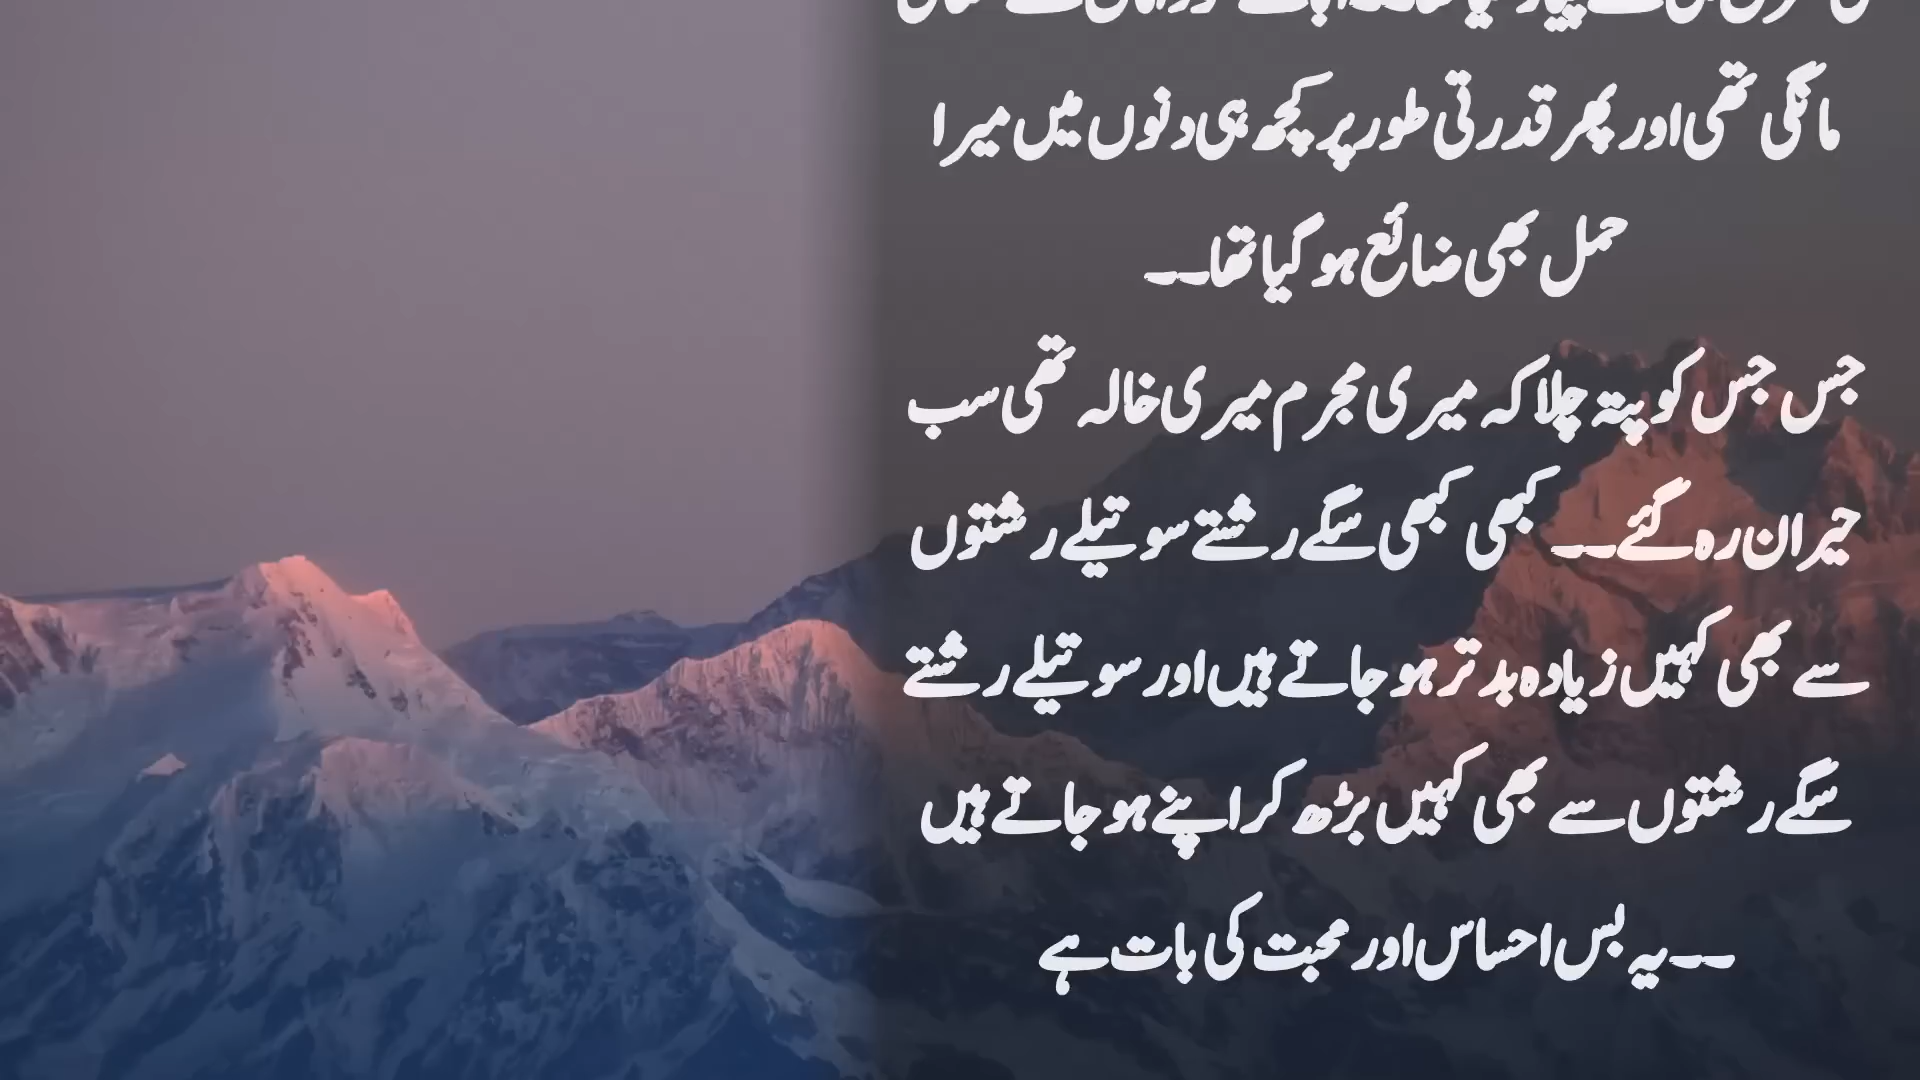 مانگی تھی اور پھر قدرتی طور پر کچھ ہی دنوں میں میرا
حمل بھی ضائع ہو گیا تھا۔۔
جس جس کو پتہ چلا کہ میری مجرم میری خالہ تھی سب
حیران رہ گئے۔۔ کبھی کبھی سگے رشتے سوتیلے رشتوں
سے بھی کہیں زیادہ بدتر ہو جاتے ہیں اور سوتیلے رشتے
سگے رشتوں سے بھی کہیں بڑھ کر اپنے ہو جاتے ہیں
۔۔یہ بس احساس اور محبت کی بات ہے